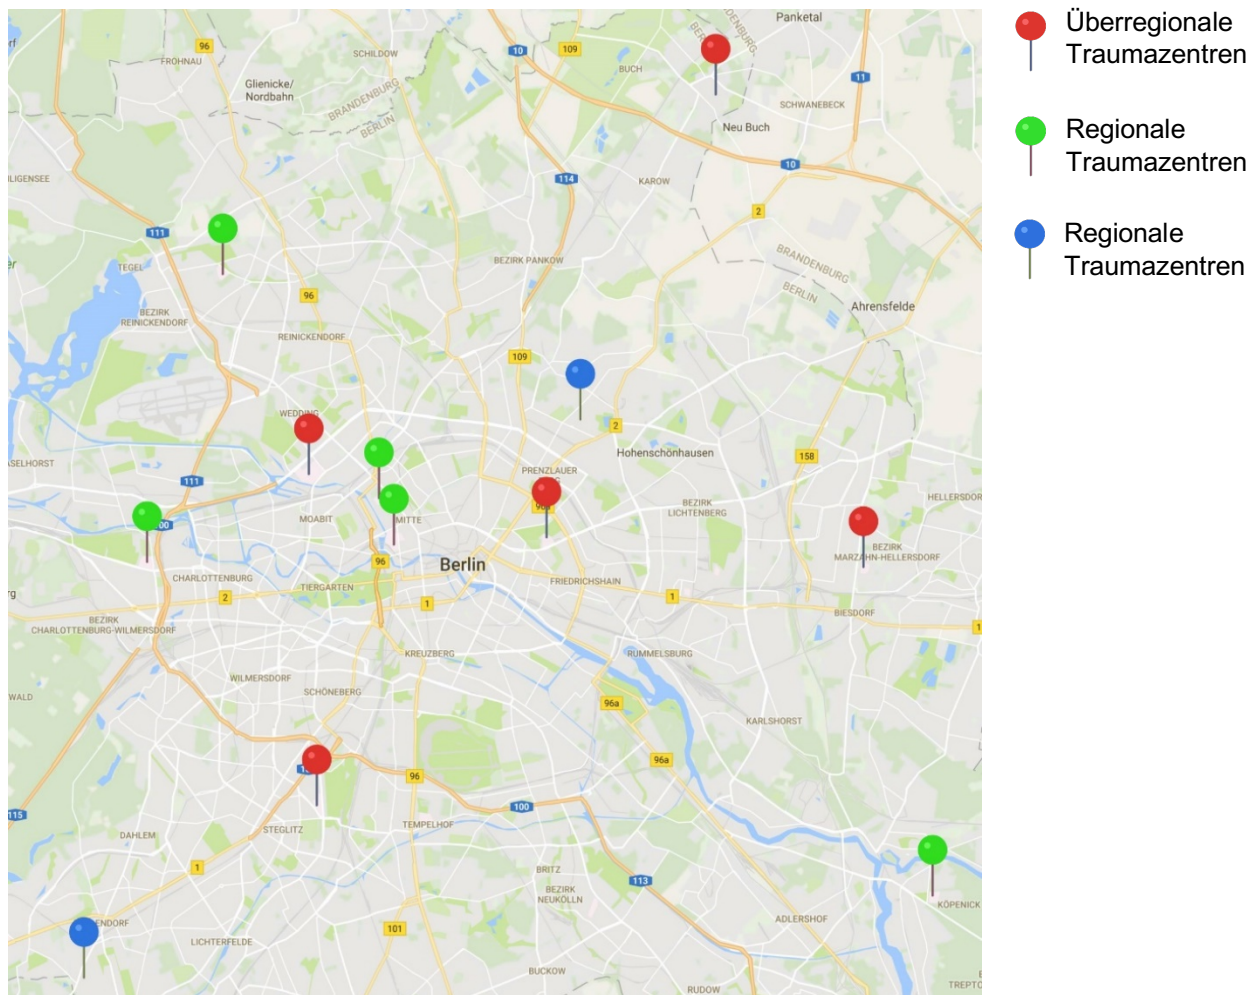 Panketal
Überregionale
Traumazentren
FROHNAU
96
SCHILDOW
10
109
BUCH
11
Glienicke/
Nordbahn
BRANDENBURG
BERLIN
SCHWANEBECK
Neu Buch
Regionale
Traumazentren
10
114
KAROW
2
111
TEGEL
BEZIRK PANKOW
BRANDENBURG
BERLIN
Regionale
Traumazentren
96
BEZIRK
REINICKENDORF
REINICKENDORF
Ahrensfelde
109
WEDDING
2
Hohenschönhausen
158
PRENZLAUER
111
BEZIRK
LICHTENBERG
MOABIT
MITTE
BEZIRK
MARZAHN-HELLERSDORF
96
Berlin
CHARLOTTENBURG
TIERGARTEN
FRIEDRICHSHAIN
2
1
1
BIESDORF
BEZIRK
CHARLOTTENBURG-WILMERSDORF
1
KREUZBERG
RUMMELSBURG
WILMERSDORF
SCHÖNEBERG
96a
KARLSHORST
96a
96
100
115
DAHLEM
STEGLITZ
TEMPELHOF
1
BRITZ
113
BEZIRK
NEUKÖLLN
KÖPENICK
ADLERSHOF
101
LICHTERFELDE
BUCKOW
RUDOW